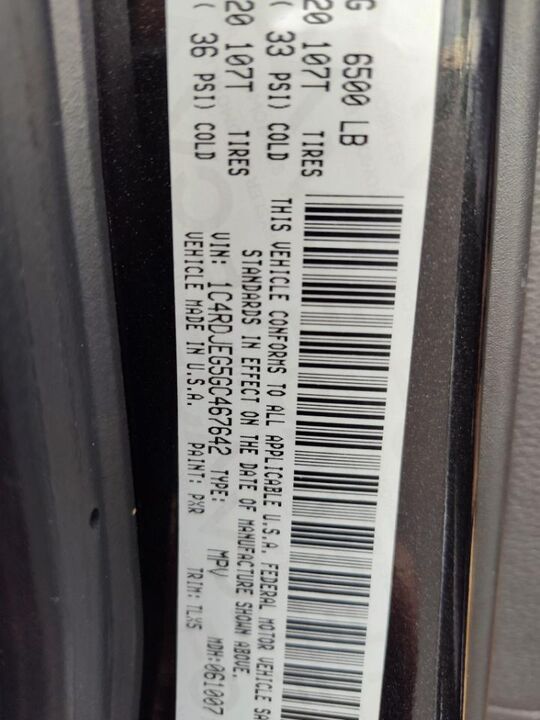 G 6500 LB
20 107T TIRES
( 33 PSI) COLD
20 107T TIRES
( 36 PSI) COLD
THIS VEHICLE CONFORMS TO ALL APPLICABLE U.S.A. FEDERAL MOTOR VEHICLE SA
STANDARDS IN EFFECT ON THE DATE OF MANUFACTURE SHOWN ABOVE.
VIN: 1C4RDJEG5GC467642 TYPE: MPV MDH:061007
VEHICLE MADE IN U.S.A. PAINT: PXR TRIM: TLXS